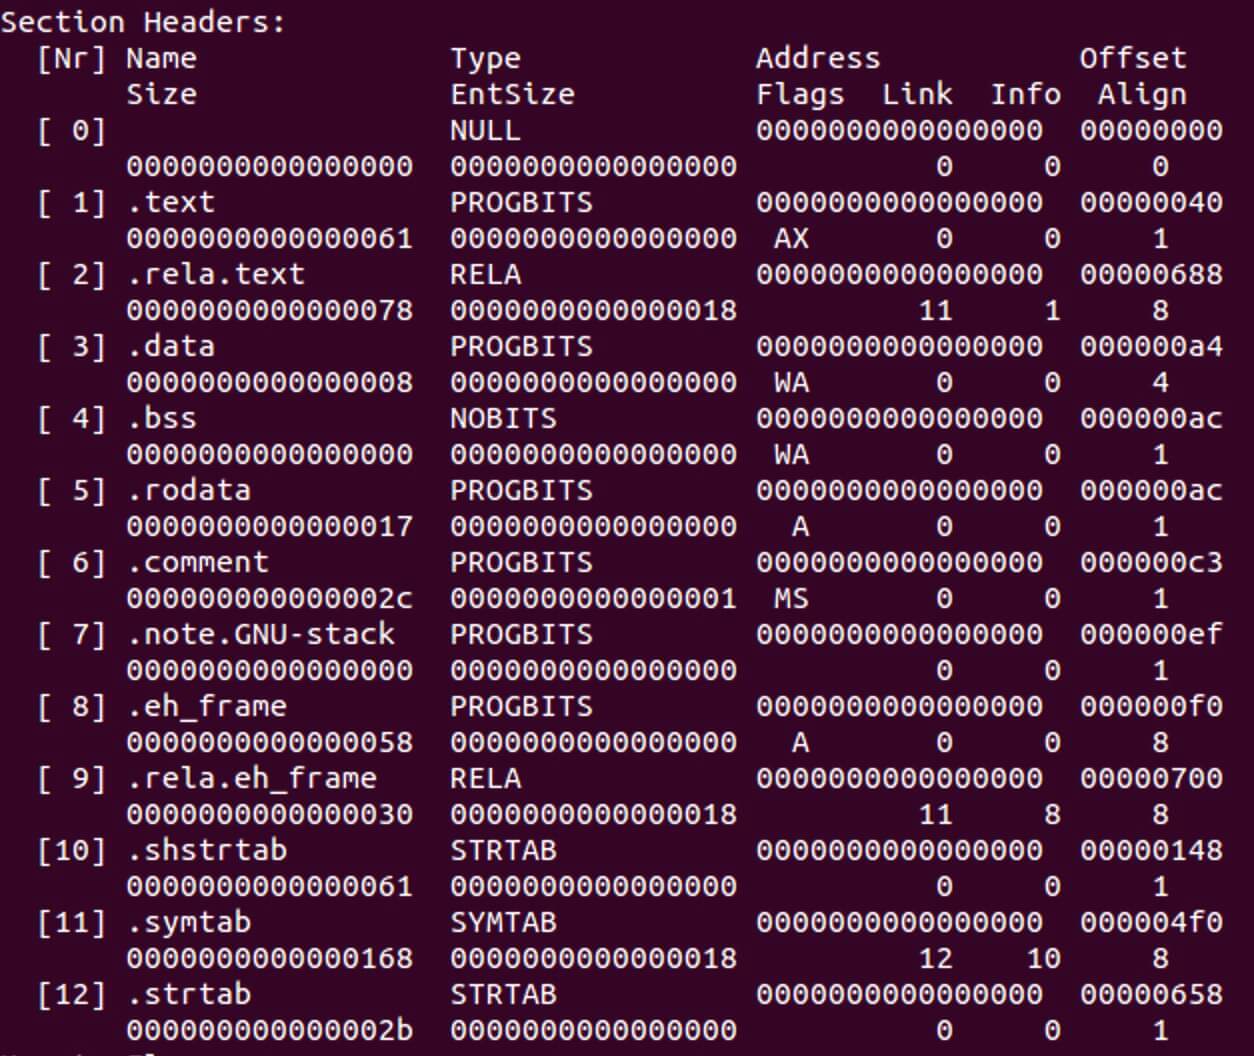 Section Headers:
[Nr] Name Type Address Offset
Size EntSize Flags Link Info Align
[ 0] NULL 0000000000000000 00000000
0000000000000000 0000000000000000 0 0 0
[ 1] .text PROGBITS 0000000000000000 00000040
0000000000000061 0000000000000000 AX 0 0 1
[ 2] .rela.text RELA 0000000000000000 00000688
0000000000000078 0000000000000018 11 1 8
[ 3] .data PROGBITS 0000000000000000 000000a4
0000000000000008 0000000000000000 WA 0 0 4
[ 4] .bss NOBITS 0000000000000000 000000ac
0000000000000000 0000000000000000 WA 0 0 1
[ 5] .rodata PROGBITS 0000000000000000 000000ac
0000000000000017 0000000000000000 A 0 0 1
[ 6] .comment PROGBITS 0000000000000000 000000c3
000000000000002c 0000000000000001 MS 0 0 1
[ 7] .note.GNU-stack PROGBITS 0000000000000000 000000ef
0000000000000000 0000000000000000 0 0 1
[ 8] .eh_frame PROGBITS 0000000000000000 000000f0
0000000000000058 0000000000000000 A 0 0 8
[ 9] .rela.eh_frame RELA 0000000000000000 00000700
0000000000000030 0000000000000018 11 8 8
[10] .shstrtab STRTAB 0000000000000000 00000148
0000000000000061 0000000000000000 0 0 1
[11] .symtab SYMTAB 0000000000000000 000004f0
0000000000000168 0000000000000018 12 10 8
[12] .strtab STRTAB 0000000000000000 00000658
000000000000002b 0000000000000000 0 0 1